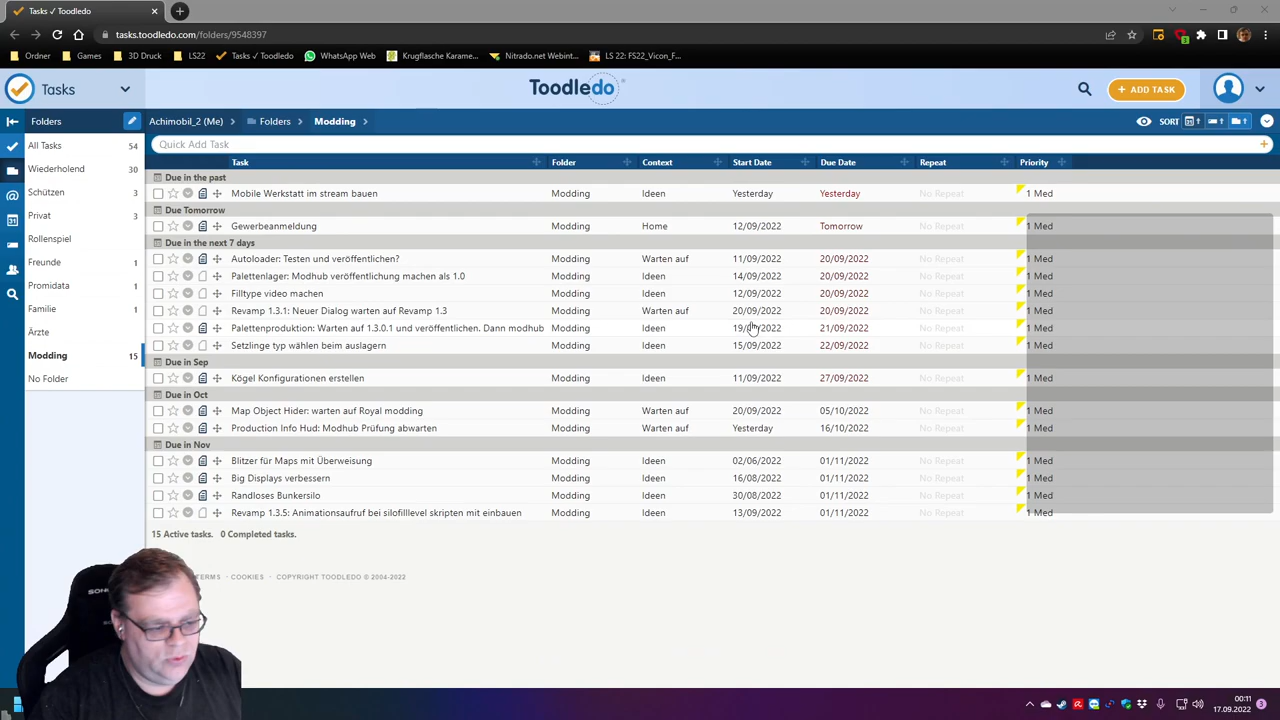 Tasks ✓ Toodledo
tasks.toodledo.com/folders/9548397
Ordner Games 3D Druck LS22 Tasks ✓ Toodledo WhatsApp Web Krugflasche Karame... Nitrado.net Webint... LS 22: FS22_Vicon_F...
Tasks Toodledo + ADD TASK
Folders Achimobil_2 (Me) Folders Modding SORT
All Tasks 54 Quick Add Task
Task Folder Context Start Date Due Date Repeat Priority
Wiederholend 30
Due in the past
Schützen 3 Mobile Werkstatt im stream bauen Modding Ideen Yesterday Yesterday No Repeat 1 Med
Due Tomorrow
Privat 3 Gewerbeanmeldung Modding Home 12/09/2022 Tomorrow No Repeat 1 Med
Rollenspiel Due in the next 7 days
Freunde 1 Autoloader: Testen und veröffentlichen? Modding Warten auf 11/09/2022 20/09/2022 No Repeat 1 Med
Palettenlager: Modhub veröffentlichung machen als 1.0 Modding Ideen 14/09/2022 20/09/2022 No Repeat 1 Med
Promidata 1 Filltype video machen Modding Ideen 12/09/2022 20/09/2022 No Repeat 1 Med
Familie 1 Revamp 1.3.1: Neuer Dialog warten auf Revamp 1.3 Modding Warten auf 20/09/2022 20/09/2022 No Repeat 1 Med
Ärzte Palettenproduktion: Warten auf 1.3.0.1 und veröffentlichen. Dann modhub Modding Ideen 19/09/2022 21/09/2022 No Repeat 1 Med
Setzlinge typ wählen beim auslagern Modding Ideen 15/09/2022 22/09/2022 No Repeat 1 Med
Modding 15 Due in Sep
No Folder Kögel Konfigurationen erstellen Modding Ideen 11/09/2022 27/09/2022 No Repeat 1 Med
Due in Oct
Map Object Hider: warten auf Royal modding Modding Warten auf 20/09/2022 05/10/2022 No Repeat 1 Med
Production Info Hud: Modhub Prüfung abwarten Modding Warten auf Yesterday 16/10/2022 No Repeat 1 Med
Due in Nov
Blitzer für Maps mit Überweisung Modding Ideen 02/06/2022 01/11/2022 No Repeat 1 Med
Big Displays verbessern Modding Ideen 16/08/2022 01/11/2022 No Repeat 1 Med
Randloses Bunkersilo Modding Ideen 30/08/2022 01/11/2022 No Repeat 1 Med
Revamp 1.3.5: Animationsaufruf bei silofilllevel skripten mit einbauen Modding Ideen 13/09/2022 01/11/2022 No Repeat 1 Med
15 Active tasks. 0 Completed tasks.
TERMS · COOKIES · COPYRIGHT TOODLEDO © 2004-2022
00:11
17.09.2022